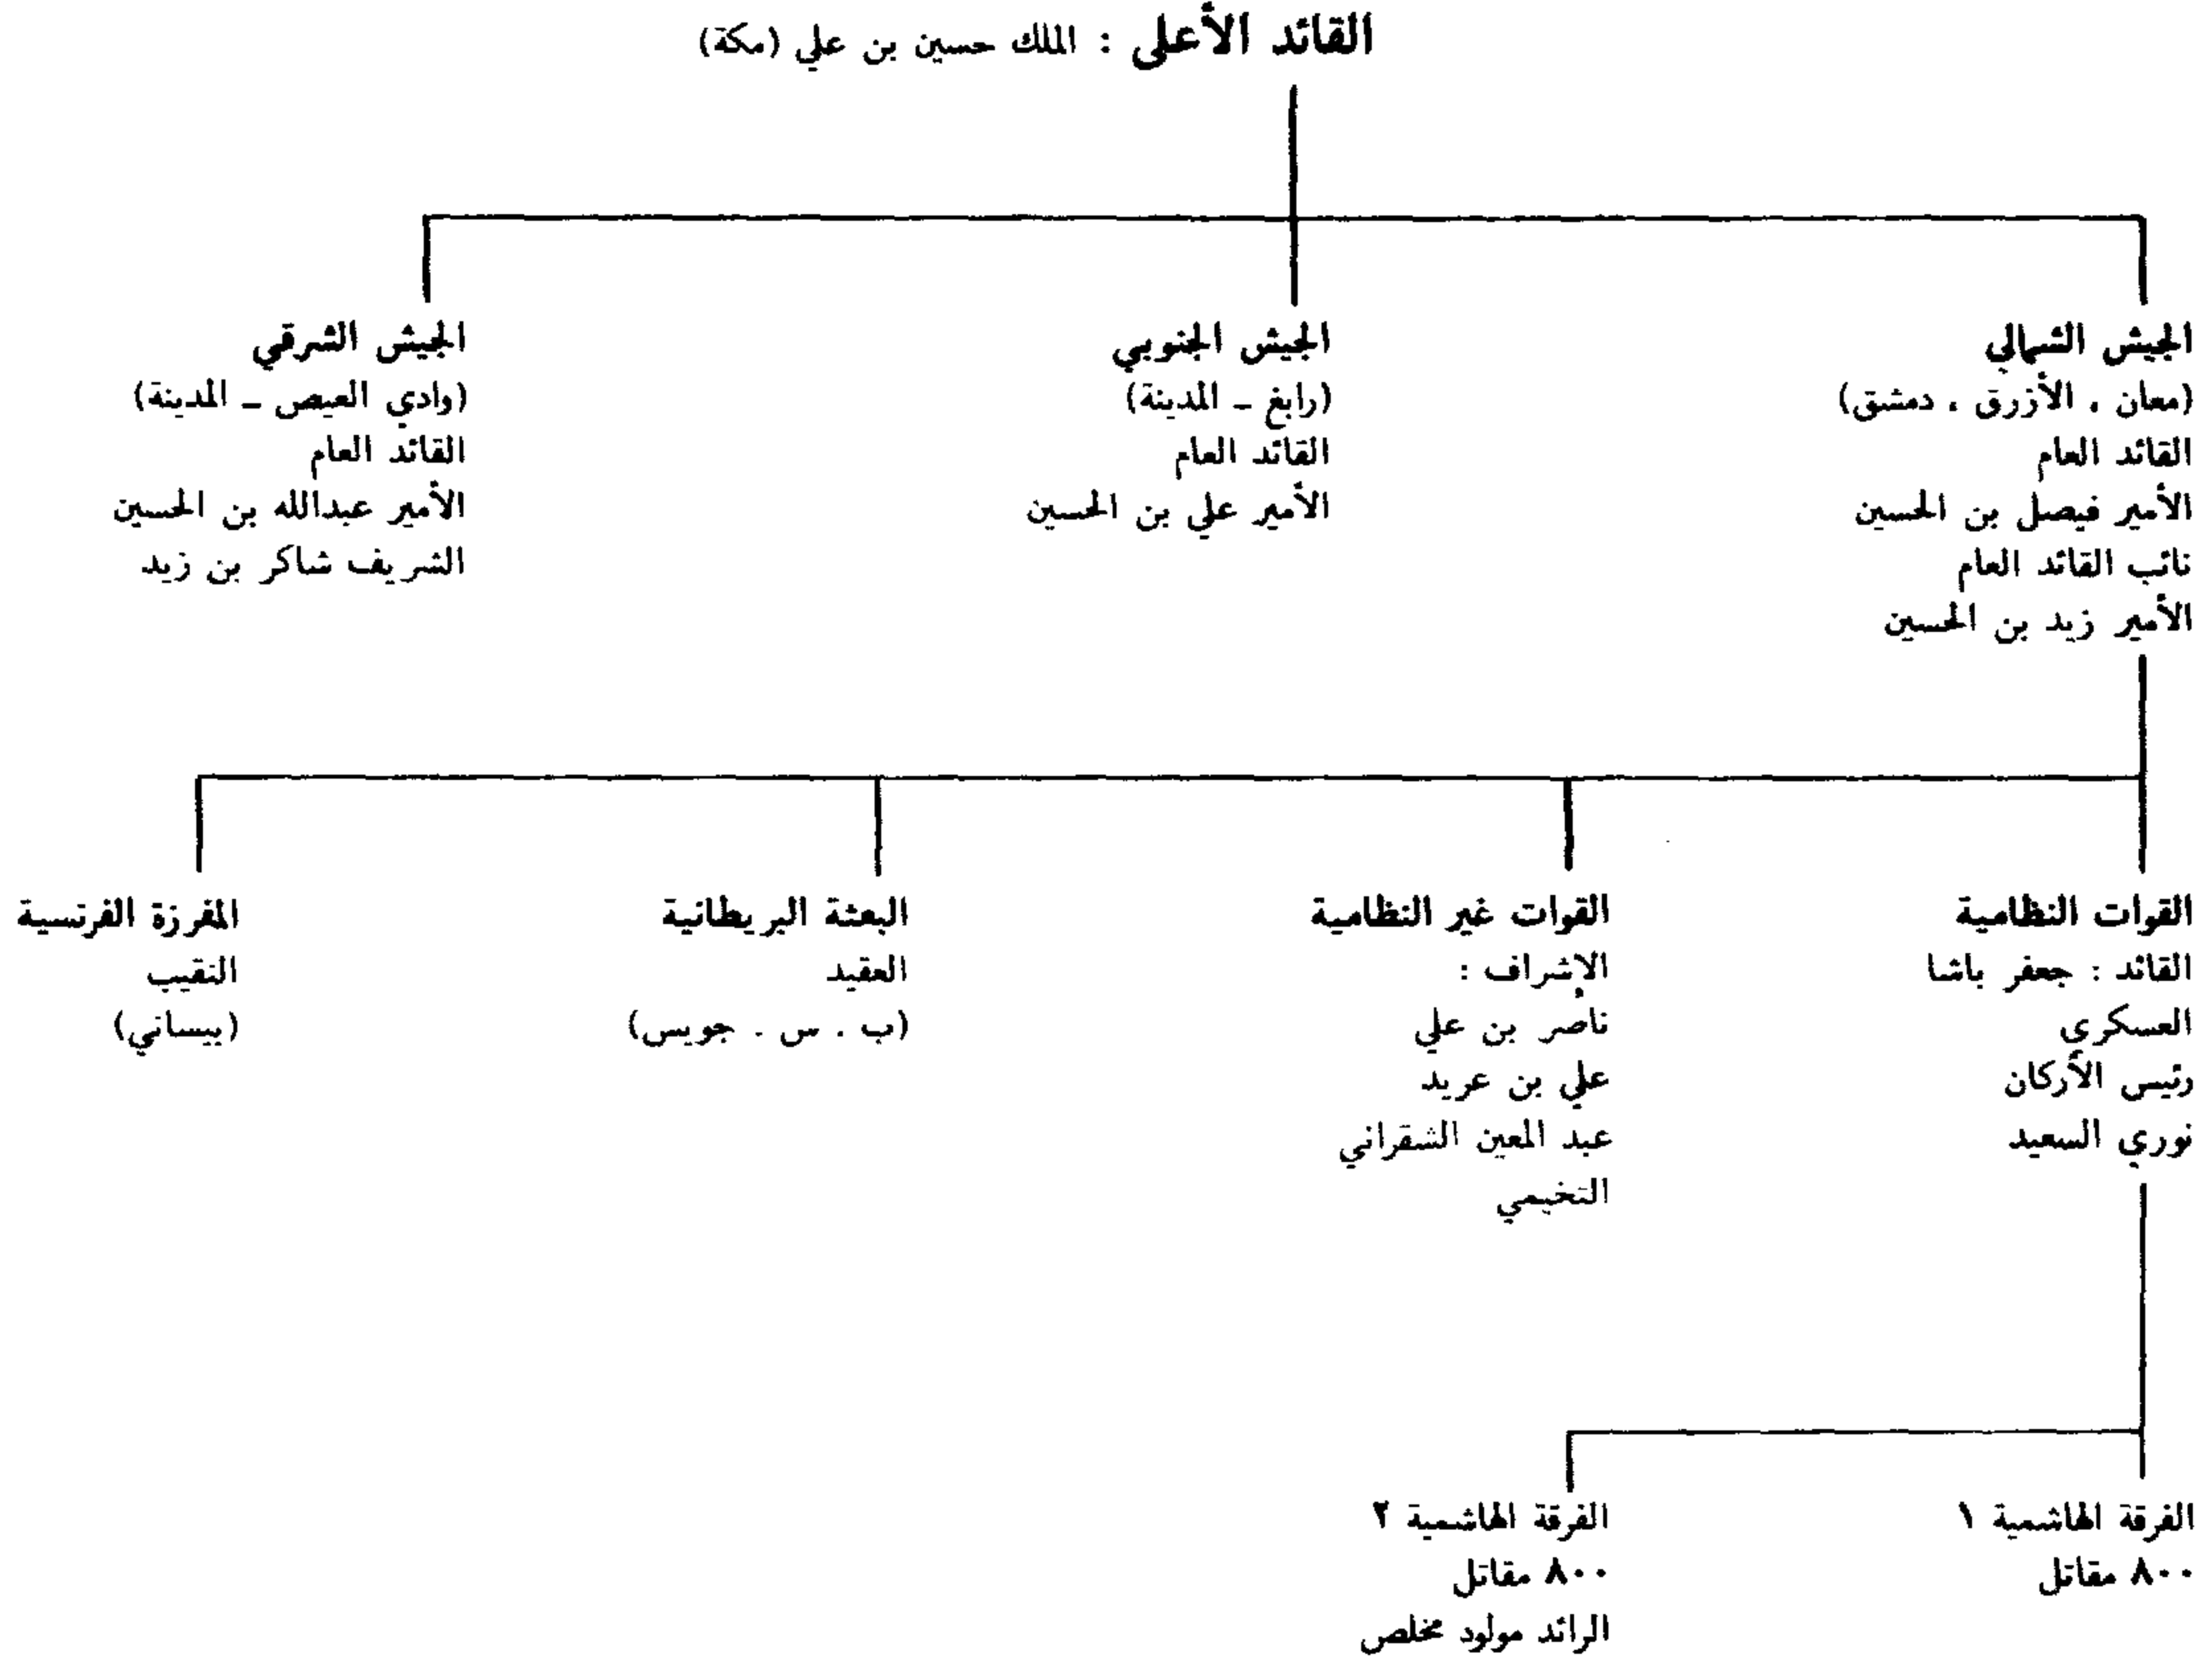 القائد الأعلى : الملك حسين بن علي (مكة)
الجيش الشمالي
(معان . الأزرق . دمشق)
القائد العام
الأمير فيصل بن الحسين
نائب القائد العام
الأمير زيد بن الحسين
الجيش الجنوبي
(رابغ - المدينة)
القائد العام
الأمير علي بن الحسين
الجيش الشرقي
(وادي العيص - المدينة)
القائد العام
الأمير عبدالله بن الحسين
الشريف شاكر بن زيد
القوات النظامية
القائد : جعفر باشا
العسكري
رئيس الأركان
نوري السعيد
القوات غير النظامية
الإشراف :
ناصر بن علي
علي بن عريد
عبد المعين الشقراني
التخيمي
البعثة البريطانية
العقيد
(ب . س . جويس)
المفرزة الفرنسية
النقيب
(بيساني)
الفرقة الهاشمية ١
٨٠٠ مقاتل
الفرقة الهاشمية ٢
٨٠٠ مقاتل
الرائد مولود مخلص